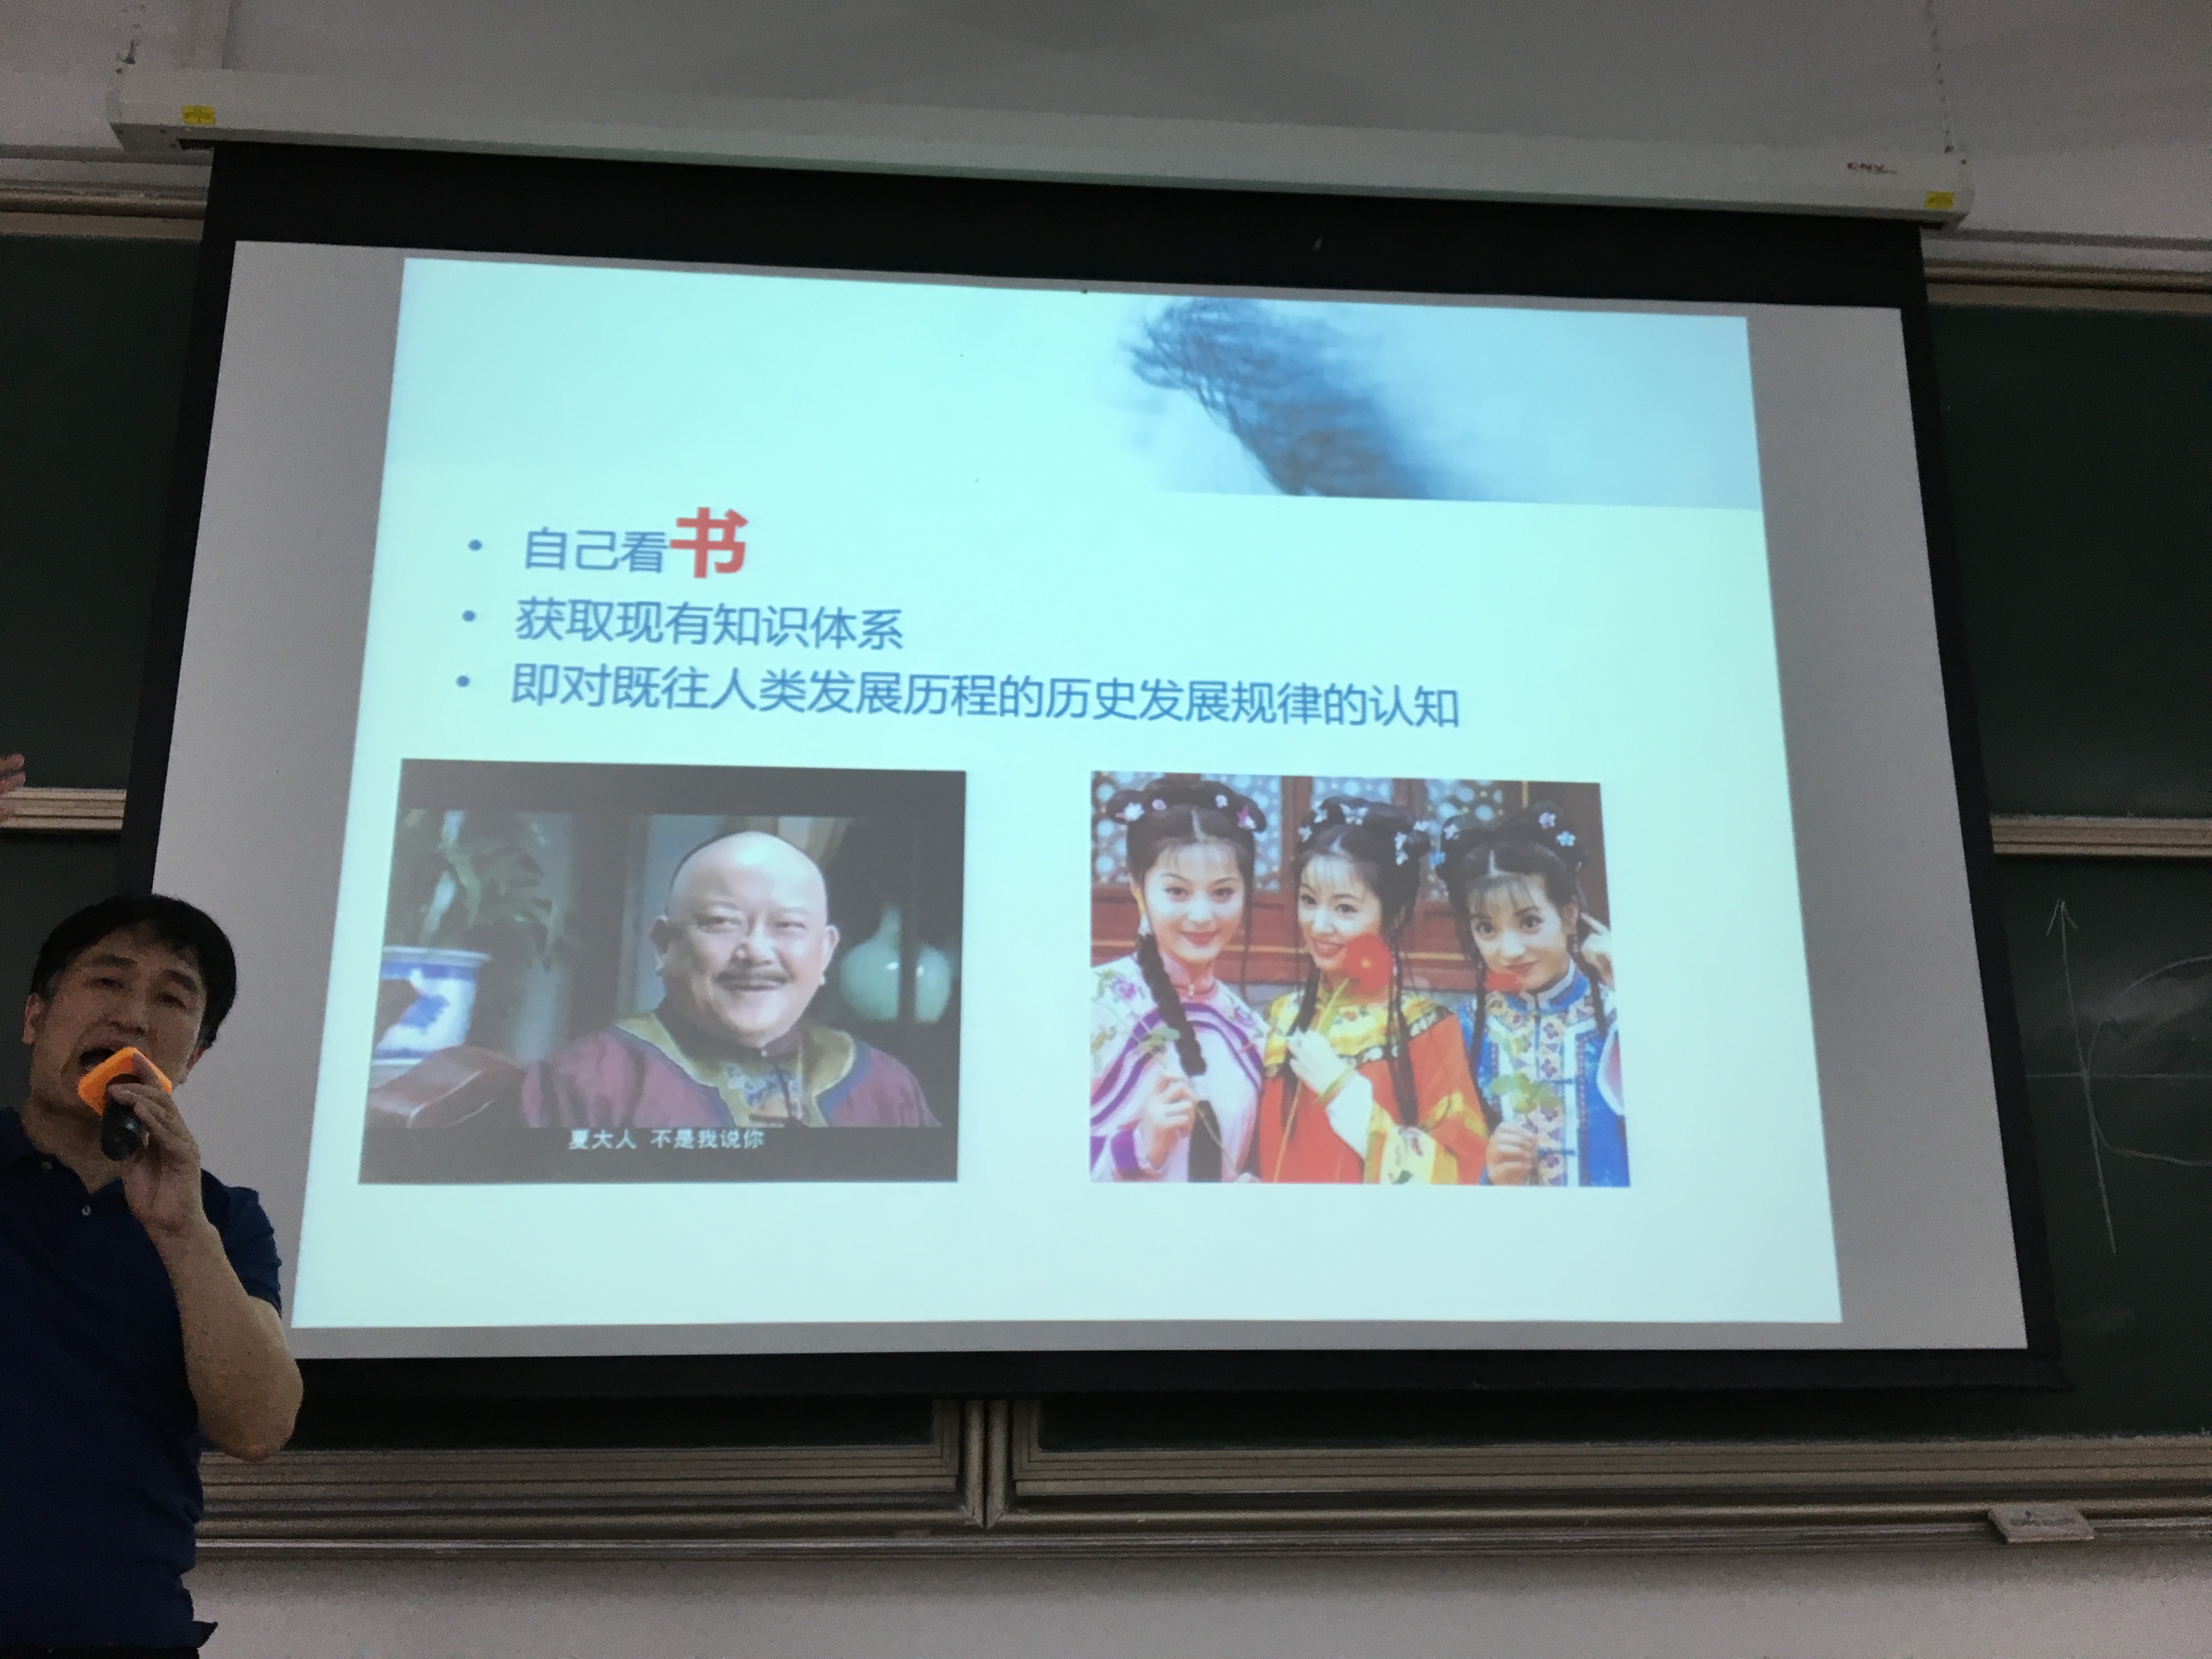 自己看书
获取现有知识体系
即对既往人类发展历程的历史发展规律的认知
夏大人 不是我说你